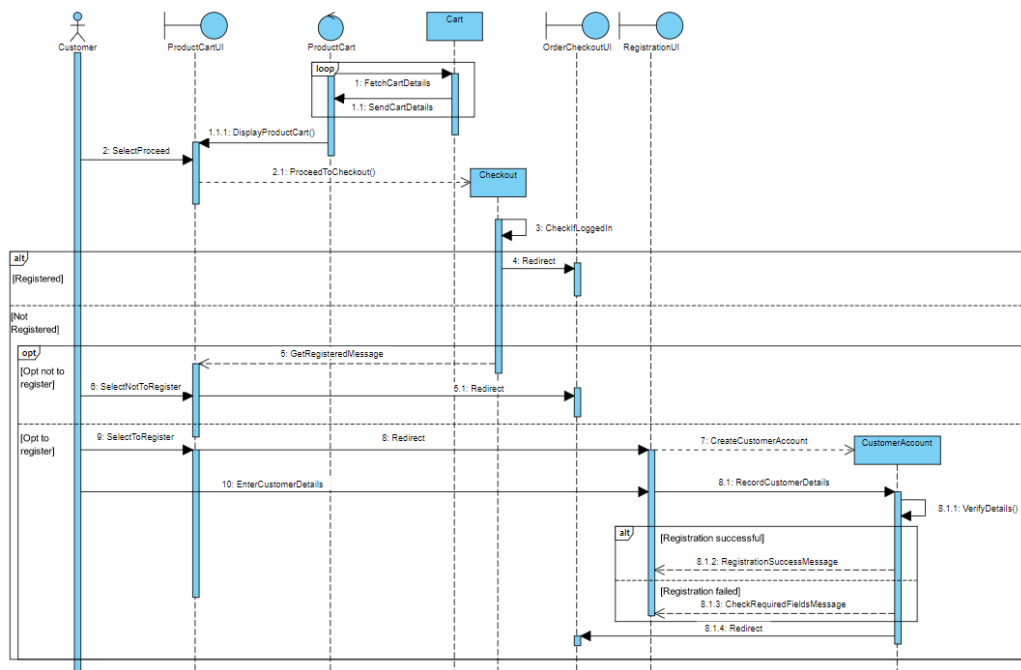 Cart
Customer
ProductCartUI
ProductCart
OrderCheckoutUI
RegistrationUI
loop
1: FetchCartDetails
1.1: SendCartDetails
1.1.1: DisplayProductCart()
2: SelectProceed
2.1: ProceedToCheckout()
Checkout
3: CheckIfLoggedIn
alt
4: Redirect
[Registered]
[Not
Registered]
opt
5: GetRegisteredMessage
[Opt not to
register]
6: SelectNotToRegister
5.1: Redirect
[Opt to
register]
9: SelectToRegister
8: Redirect
7: CreateCustomerAccount
CustomerAccount
10: EnterCustomerDetails
8.1: RecordCustomerDetails
8.1.1: VerifyDetails()
alt
[Registration successful]
8.1.2: RegistrationSuccessMessage
[Registration failed]
8.1.3: CheckRequiredFieldsMessage
8.1.4: Redirect